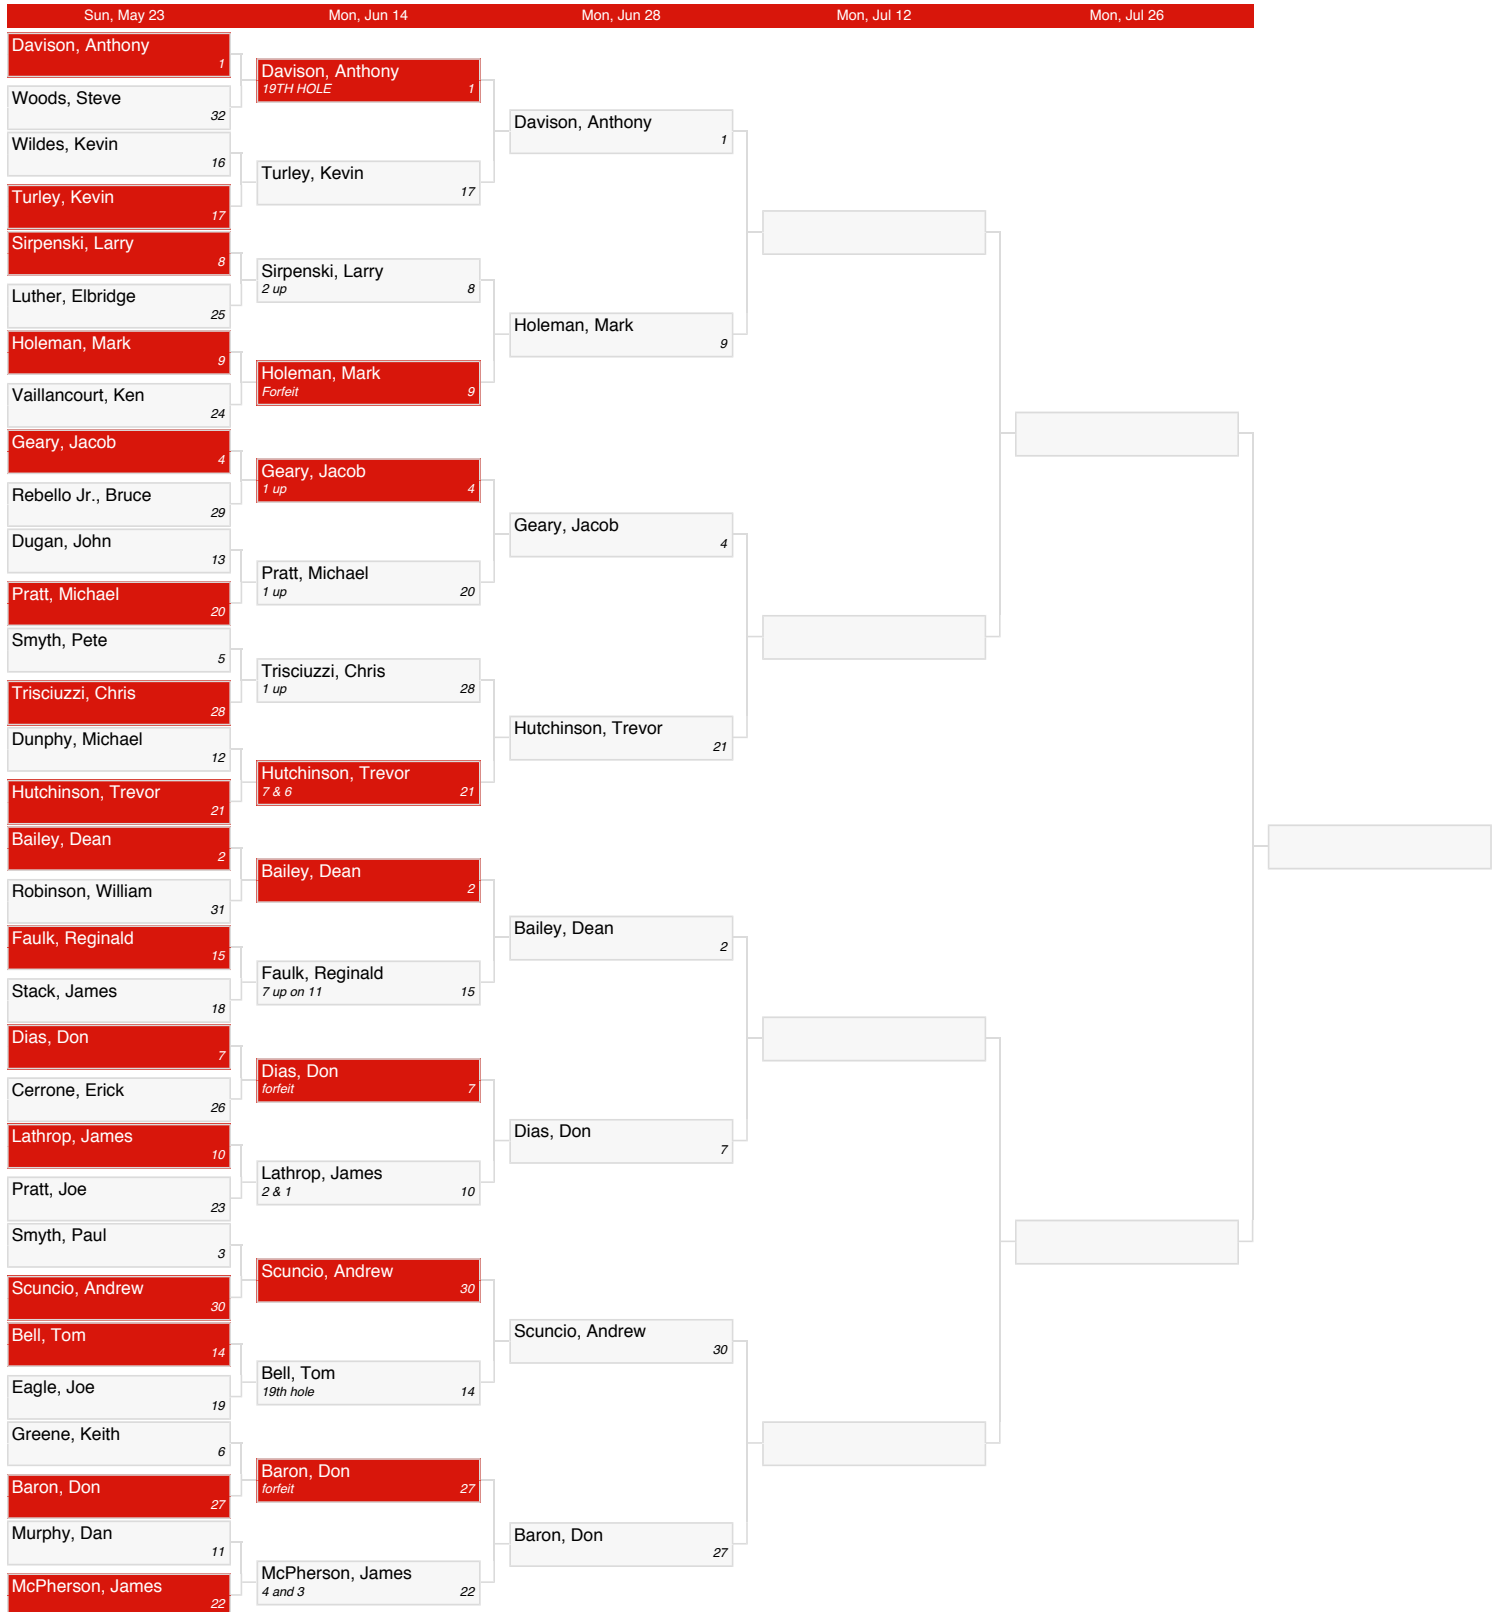 Sun, May 23
Mon, Jun 14
Mon, Jun 28
Mon, Jul 12
Mon, Jul 26
Davison, Anthony
1
Woods, Steve
32
Wildes, Kevin
16
Turley, Kevin
17
Sirpenski, Larry
8
Luther, Elbridge
25
Holeman, Mark
9
Vaillancourt, Ken
24
Geary, Jacob
4
Rebello Jr., Bruce
29
Dugan, John
13
Pratt, Michael
20
Smyth, Pete
5
Trisciuzzi, Chris
28
Dunphy, Michael
12
Hutchinson, Trevor
21
Bailey, Dean
2
Robinson, William
31
Faulk, Reginald
15
Stack, James
18
Dias, Don
7
Cerrone, Erick
26
Lathrop, James
10
Pratt, Joe
23
Smyth, Paul
3
Scuncio, Andrew
30
Bell, Tom
14
Eagle, Joe
19
Greene, Keith
6
Baron, Don
27
Murphy, Dan
11
McPherson, James
22
Davison, Anthony
19TH HOLE 1
Turley, Kevin
17
Sirpenski, Larry
2 up 8
Holeman, Mark
Forfeit 9
Geary, Jacob
1 up 4
Pratt, Michael
1 up 20
Trisciuzzi, Chris
1 up 28
Hutchinson, Trevor
7 & 6 21
Bailey, Dean
2
Faulk, Reginald
7 up on 11 15
Dias, Don
forfeit 7
Lathrop, James
2 & 1 10
Scuncio, Andrew
30
Bell, Tom
19th hole 14
Baron, Don
forfeit 27
McPherson, James
4 and 3 22
Davison, Anthony
1
Holeman, Mark
9
Geary, Jacob
4
Hutchinson, Trevor
21
Bailey, Dean
2
Dias, Don
7
Scuncio, Andrew
30
Baron, Don
27